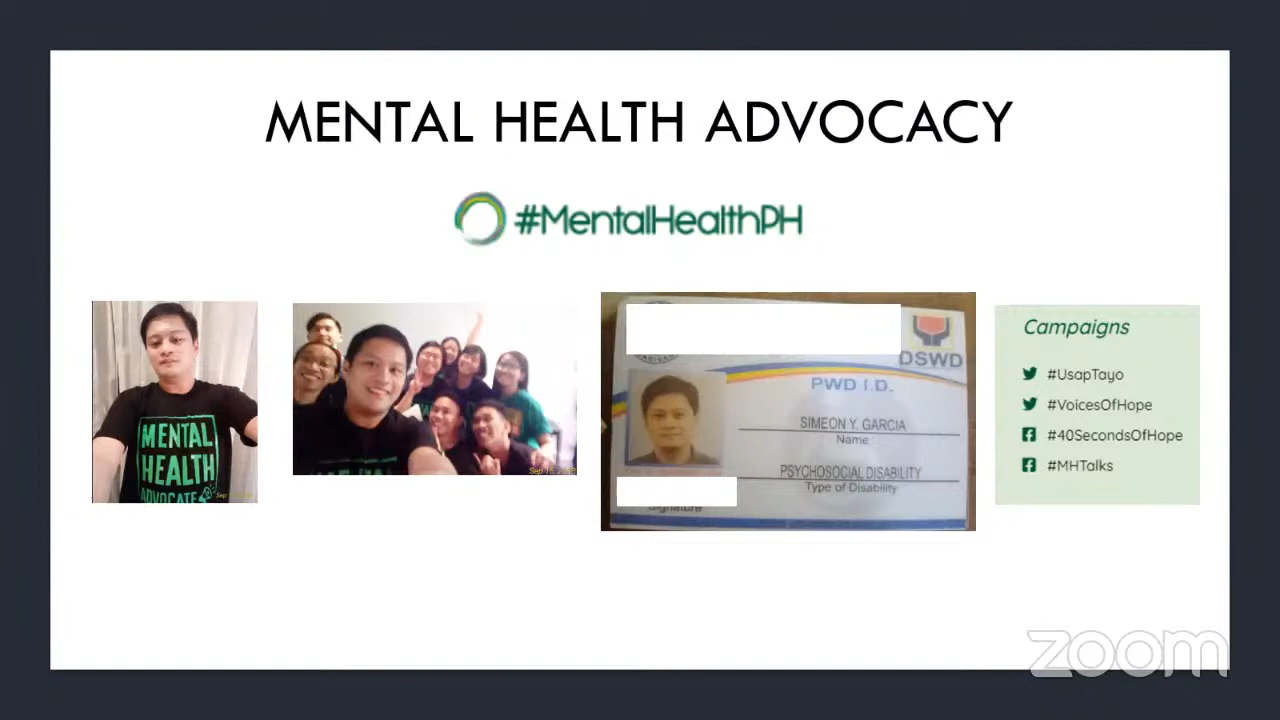 MENTAL HEALTH ADVOCACY
#MentalHealthPH
MENTAL
HEALTH
ADVOCATE
DSWD
PWD I.D.
SIMEON Y. GARCIA
Name
PSYCHOSOCIAL DISABILITY
Type of Disability
Signature
Campaigns
#UsapTayo
#VoicesOfHope
#40SecondsOfHope
#MHTalks
zoom